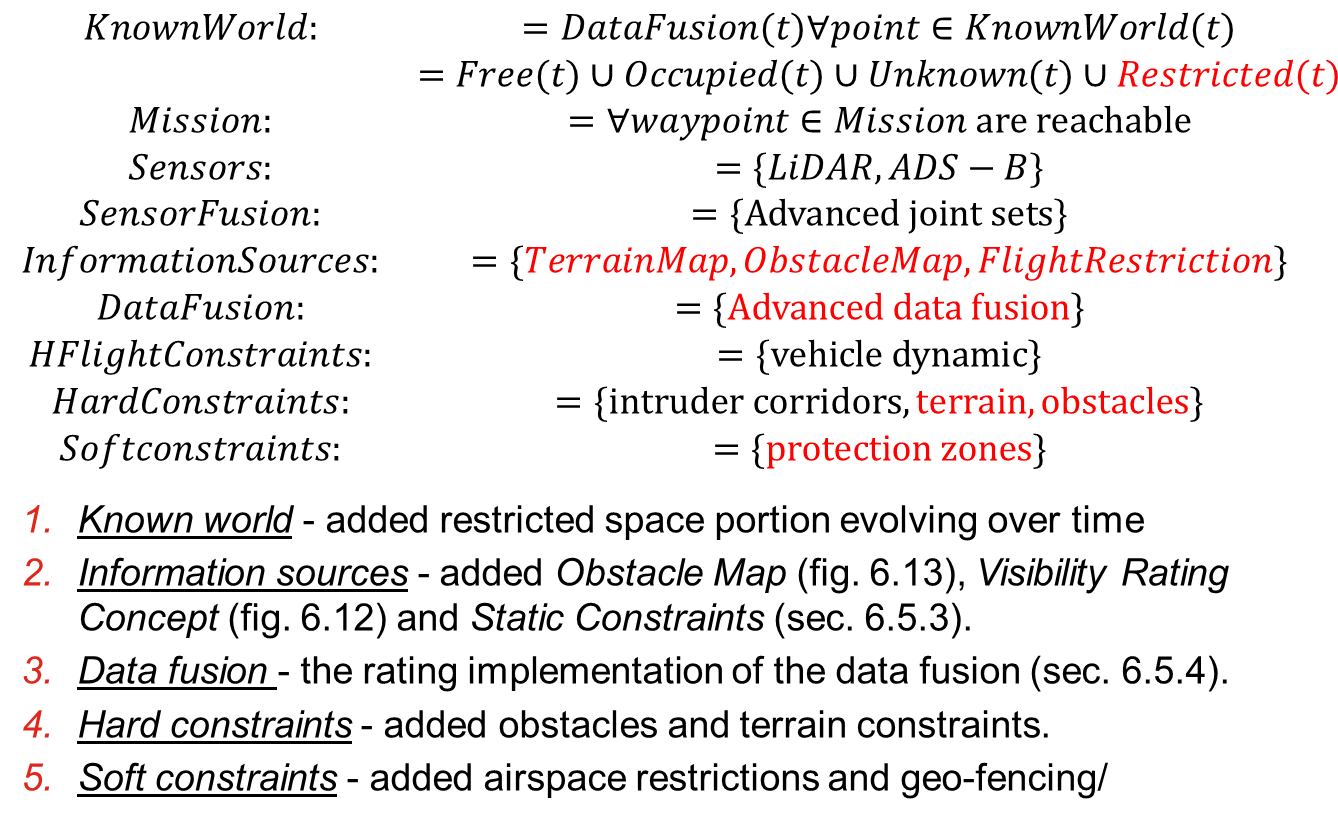 KnownWorld: = DataFusion(t)∀point ∈ KnownWorld(t)
= Free(t) ∪ Occupied(t) ∪ Unknown(t) ∪ Restricted(t)
Mission: = ∀waypoint ∈ Mission are reachable
Sensors: = {LiDAR, ADS − B}
SensorFusion: = {Advanced joint sets}
InformationSources: = {TerrainMap, ObstacleMap, FlightRestriction}
DataFusion: = {Advanced data fusion}
HFlightConstraints: = {vehicle dynamic}
HardConstraints: = {intruder corridors, terrain, obstacles}
Softconstraints: = {protection zones}
1. Known world - added restricted space portion evolving over time
2. Information sources - added Obstacle Map (fig. 6.13), Visibility Rating
Concept (fig. 6.12) and Static Constraints (sec. 6.5.3).
3. Data fusion - the rating implementation of the data fusion (sec. 6.5.4).
4. Hard constraints - added obstacles and terrain constraints.
5. Soft constraints - added airspace restrictions and geo-fencing/